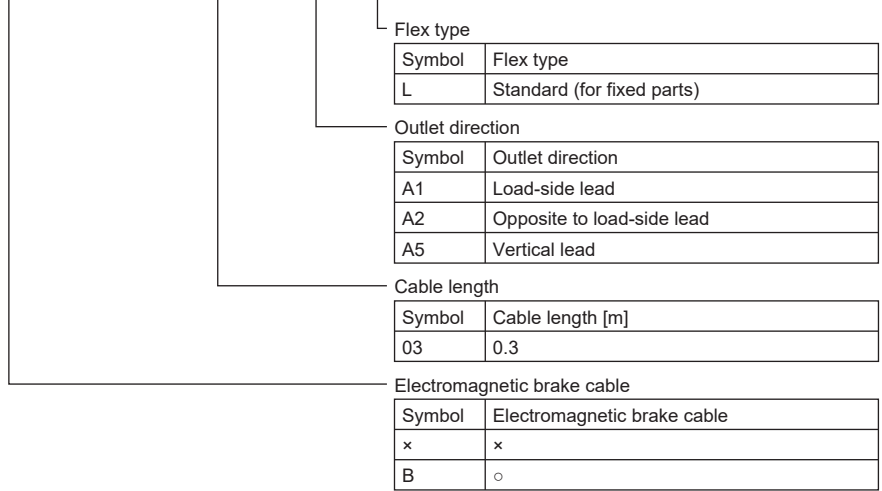 Flex type
Symbol Flex type
L Standard (for fixed parts)
Outlet direction
Symbol Outlet direction
A1 Load-side lead
A2 Opposite to load-side lead
A5 Vertical lead
Cable length
Symbol Cable length [m]
03 0.3
Electromagnetic brake cable
Symbol Electromagnetic brake cable
× ×
B ○